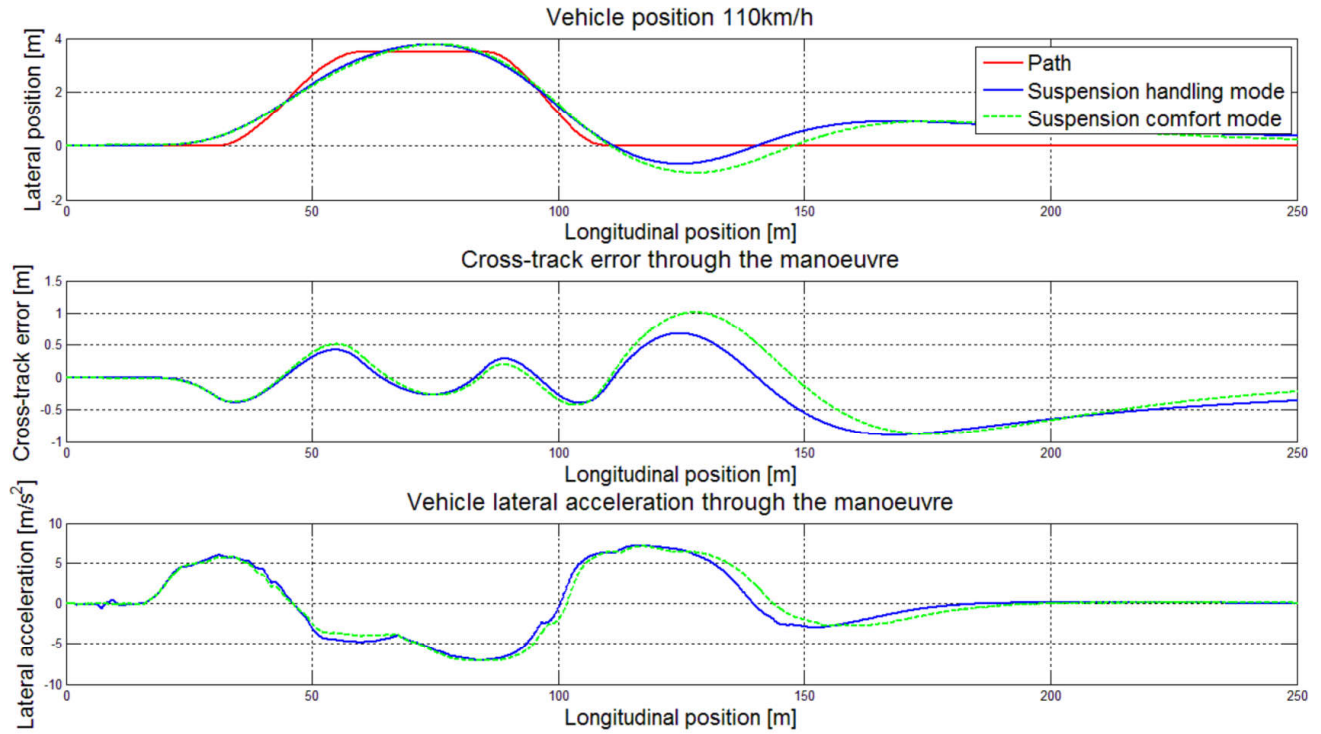 Vehicle position 110km/h
Lateral position [m]
4
2
0
-2
Path
Suspension handling mode
Suspension comfort mode
0 50 100 150 200 250
Longitudinal position [m]
Cross-track error through the manoeuvre
Cross-track error [m]
1.5
1
0.5
0
-0.5
-1
0 50 100 150 200 250
Longitudinal position [m]
Vehicle lateral acceleration through the manoeuvre
Lateral acceleration [m/s²]
10
5
0
-5
-10
0 50 100 150 200 250
Longitudinal position [m]